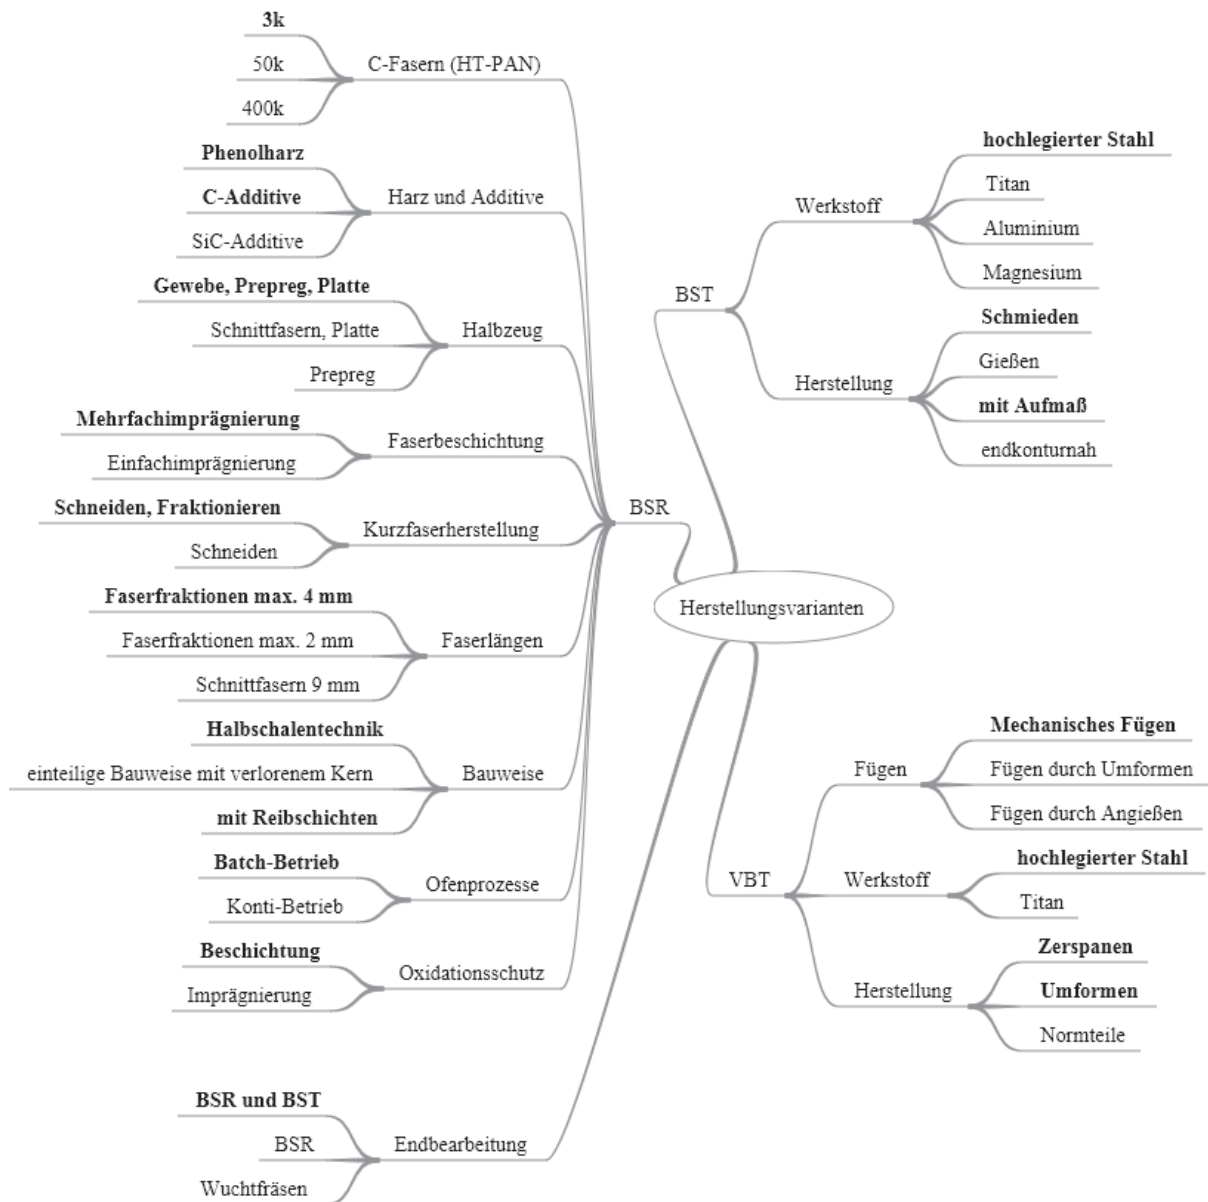 Herstellungsvarianten
BSR
C-Fasern (HT-PAN)
3k
50k
400k
Harz und Additive
Phenolharz
C-Additive
SiC-Additive
Halbzeug
Gewebe, Prepreg, Platte
Schnittfasern, Platte
Prepreg
Faserbeschichtung
Mehrfachimprägnierung
Einfachimprägnierung
Kurzfaserherstellung
Schneiden, Fraktionieren
Schneiden
Faserlängen
Faserfraktionen max. 4 mm
Faserfraktionen max. 2 mm
Schnittfasern 9 mm
Bauweise
Halbschalentechnik
einteilige Bauweise mit verlorenem Kern
mit Reibschichten
Ofenprozesse
Batch-Betrieb
Konti-Betrieb
Oxidationsschutz
Beschichtung
Imprägnierung
Endbearbeitung
BSR und BST
BSR
Wuchtfräsen
BST
Werkstoff
hochlegierter Stahl
Titan
Aluminium
Magnesium
Herstellung
Schmieden
Gießen
mit Aufmaß
endkonturnah
VBT
Fügen
Mechanisches Fügen
Fügen durch Umformen
Fügen durch Angießen
Werkstoff
hochlegierter Stahl
Titan
Herstellung
Zerspanen
Umformen
Normteile